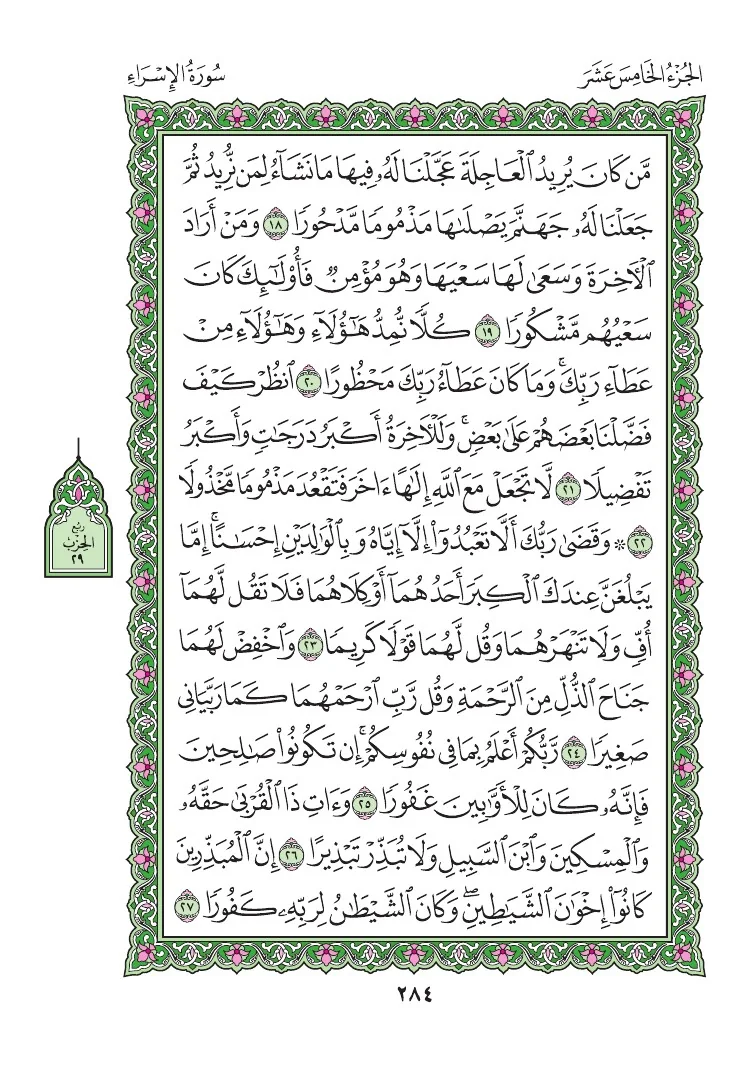 الجُزْءُ الخَامِسَ عَشَرَ
سُورَةُ الإِسْرَاءِ
مَّن كَانَ يُرِيدُ ٱلۡعَاجِلَةَ عَجَّلۡنَا لَهُۥ فِيهَا مَا نَشَآءُ لِمَن نُّرِيدُ ثُمَّ
جَعَلۡنَا لَهُۥ جَهَنَّمَ يَصۡلَىٰهَا مَذۡمُومٗا مَّدۡحُورٗا ١٨ وَمَنۡ أَرَادَ
ٱلۡأٓخِرَةَ وَسَعَىٰ لَهَا سَعۡيَهَا وَهُوَ مُؤۡمِنٞ فَأُوْلَٰٓئِكَ كَانَ
سَعۡيُهُم مَّشۡكُورٗا ١٩ كُلّٗا نُّمِدُّ هَٰٓؤُلَآءِ وَهَٰٓؤُلَآءِ مِنۡ
عَطَآءِ رَبِّكَۚ وَمَا كَانَ عَطَآءُ رَبِّكَ مَحۡظُورًا ٢٠ ٱنظُرۡ كَيۡفَ
فَضَّلۡنَا بَعۡضَهُمۡ عَلَىٰ بَعۡضٖۚ وَلَلۡأٓخِرَةُ أَكۡبَرُ دَرَجَٰتٖ وَأَكۡبَرُ
تَفۡضِيلٗا ٢١ لَّا تَجۡعَلۡ مَعَ ٱللَّهِ إِلَٰهًا ءَاخَرَ فَتَقۡعُدَ مَذۡمُومٗا مَّخۡذُولٗا
٢٢ ۞ وَقَضَىٰ رَبُّكَ أَلَّا تَعۡبُدُوٓاْ إِلَّآ إِيَّاهُ وَبِٱلۡوَٰلِدَيۡنِ إِحۡسَٰنًاۚ إِمَّا
يَبۡلُغَنَّ عِندَكَ ٱلۡكِبَرَ أَحَدُهُمَآ أَوۡ كِلَاهُمَا فَلَا تَقُل لَّهُمَآ
أُفّٖ وَلَا تَنۡهَرۡهُمَا وَقُل لَّهُمَا قَوۡلٗا كَرِيمٗا ٢٣ وَٱخۡفِضۡ لَهُمَا
جَنَاحَ ٱلذُّلِّ مِنَ ٱلرَّحۡمَةِ وَقُل رَّبِّ ٱرۡحَمۡهُمَا كَمَا رَبَّيَانِي
صَغِيرٗا ٢٤ رَّبُّكُمۡ أَعۡلَمُ بِمَا فِي نُفُوسِكُمۡۚ إِن تَكُونُواْ صَٰلِحِينَ
فَإِنَّهُۥ كَانَ لِلۡأَوَّٰبِينَ غَفُورٗا ٢٥ وَءَاتِ ذَا ٱلۡقُرۡبَىٰ حَقَّهُۥ
وَٱلۡمِسۡكِينَ وَٱبۡنَ ٱلسَّبِيلِ وَلَا تُبَذِّرۡ تَبۡذِيرًا ٢٦ إِنَّ ٱلۡمُبَذِّرِينَ
كَانُوٓاْ إِخۡوَٰنَ ٱلشَّيَٰطِينِۖ وَكَانَ ٱلشَّيۡطَٰنُ لِرَبِّهِۦ كَفُورٗا ٢٧
ربع
الحزب
٢٩
٢٨٤